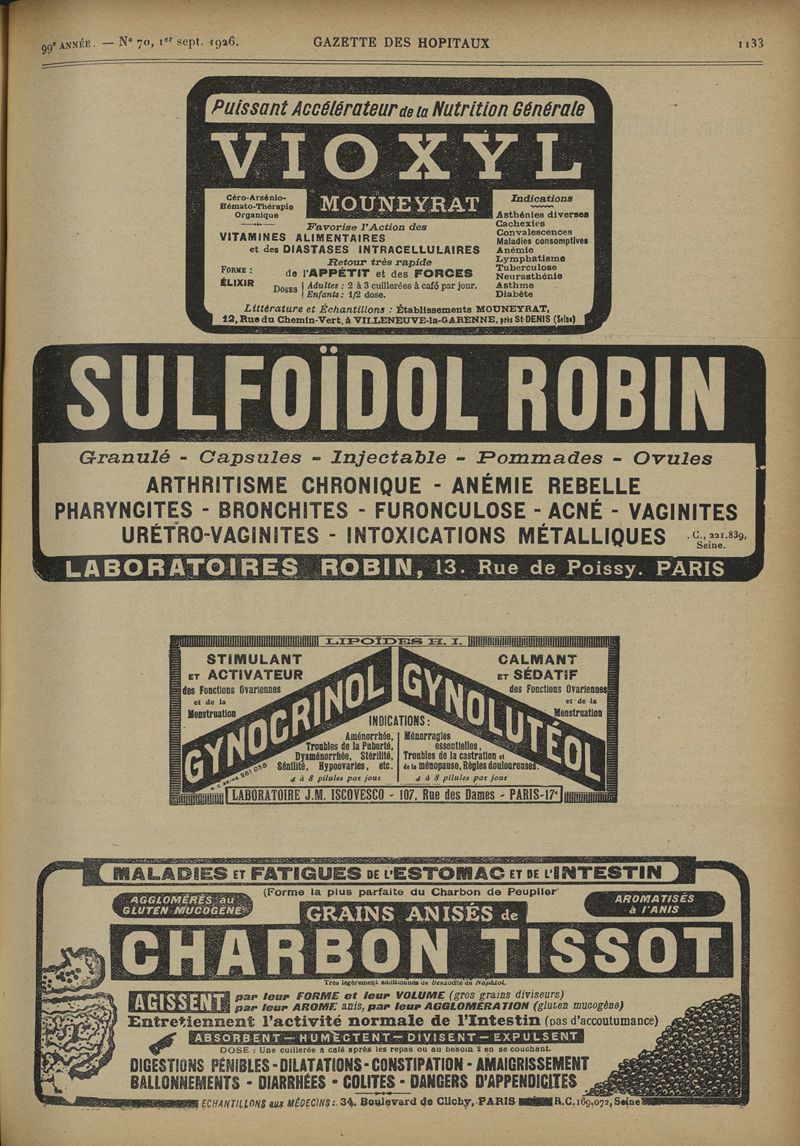 99e ANNÉE. — No 70, 1er sept. 1926.
GAZETTE DES HOPITAUX
1133
Puissant Accélérateur de la Nutrition Générale
VIOXYL
MOUNEYRAT
Céro-Arsénio-
Hémato-Thérapie
Organique
Favorise l'Action des
VITAMINES ALIMENTAIRES
et des DIASTASES INTRACELLULAIRES
Retour très rapide
de l'APPÉTIT et des FORCES
FORME :
ÉLIXIR
DOSES
Adultes : 2 à 3 cuillerées à café par jour.
Enfants : 1/2 dose.
Indications
Asthénies diverses
Cachexies
Convalescences
Maladies consomptives
Anémie
Lymphatisme
Tuberculose
Neurasthénie
Asthme
Diabète
Littérature et Échantillons : Établissements MOUNEYRAT,
12, Rue du Chemin-Vert, à VILLENEUVE-la-GARENNE, près St-DENIS (Seine)
SULFOÏDOL ROBIN
Granulé - Capsules - Injectable - Pommades - Ovules
ARTHRITISME CHRONIQUE - ANÉMIE REBELLE
PHARYNGITES - BRONCHITES - FURONCULOSE - ACNÉ - VAGINITES
URÉTRO-VAGINITES - INTOXICATIONS MÉTALLIQUES
. C., 221.839,
Seine.
LABORATOIRES ROBIN, 13. Rue de Poissy. PARIS
LIPOÏDES H. I.
STIMULANT
ET ACTIVATEUR
des Fonctions Ovariennes
et de la
Menstruation
GYNOCRINOL
CALMANT
ET SÉDATIF
des Fonctions Ovariennes
et de la
Menstruation
GYNOLUTÉOL
INDICATIONS :
Aménorrhée,
Troubles de la Puberté,
Dysménorrhée, Stérilité,
Sénilité, Hypoovaries, etc.
4 à 8 pilules par jour
Ménorragies
essentielles,
Troubles de la castration et
de la ménopause, Règles douloureuses.
4 à 8 pilules par jour
LABORATOIRE J.M. ISCOVESCO - 107, Rue des Dames - PARIS-17e
MALADIES ET FATIGUES DE L'ESTOMAC ET DE L'INTESTIN
(Forme la plus parfaite du Charbon de Peuplier
AGGLOMÉRÉS au
GLUTEN MUCOGÈNE
GRAINS ANISÉS de
AROMATISÉS
à l'ANIS
CHARBON TISSOT
Très légèrement additionnés de Benzoate de Naphtol.
AGISSENT
par leur FORME et leur VOLUME (gros grains diviseurs)
par leur AROME anis, par leur AGGLOMÉRATION (gluten mucogène)
Entretiennent l'activité normale de l'Intestin (pas d'accoutumance)
ABSORBENT — HUMECTENT — DIVISENT — EXPULSENT
DOSE : Une cuillerée à café après les repas ou au besoin 2 en se couchant.
DIGESTIONS PÉNIBLES - DILATATIONS - CONSTIPATION - AMAIGRISSEMENT
BALLONNEMENTS - DIARRHÉES - COLITES - DANGERS D'APPENDICITES
ECHANTILLONS aux MÉDECINS : 34, Boulevard de Clichy, PARIS
R.C. 169,072, Seine